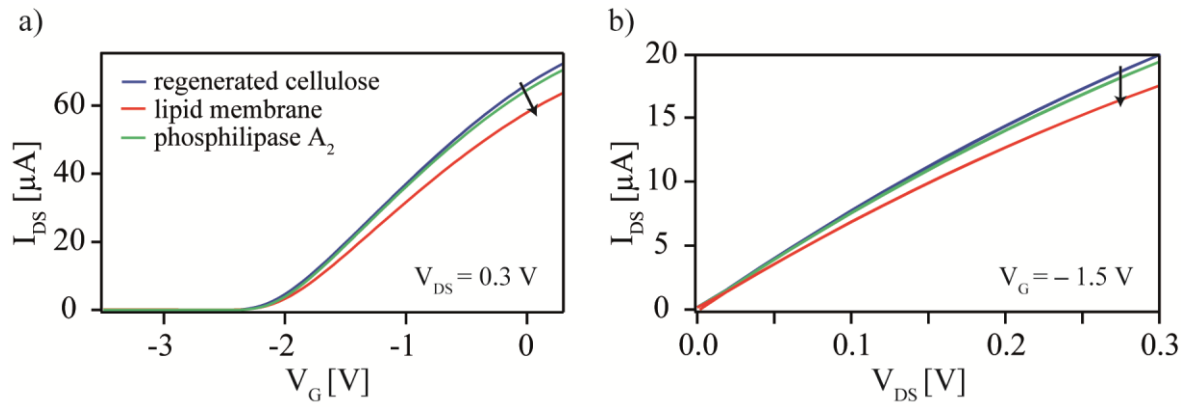 a)
I_DS [μA]
60
40
20
0
regenerated cellulose
lipid membrane
phosphilipase A₂
V_DS = 0.3 V
-3
-2
-1
0
V_G [V]
b)
I_DS [μA]
20
15
10
5
0
V_G = – 1.5 V
0.0
0.1
0.2
0.3
V_DS [V]